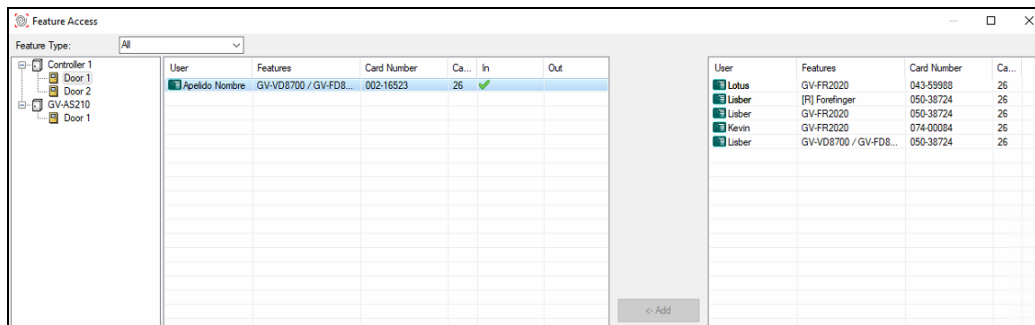 Feature Access
Feature Type: All
Controller 1
Door 1
Door 2
GV-AS210
Door 1
User Features Card Number Ca... In Out
Apelido Nombre GV-VD8700 / GV-FD8... 002-16523 26
<- Add
User Features Card Number Ca...
Lotus GV-FR2020 043-59988 26
Lisber [R] Forefinger 050-38724 26
Lisber GV-FR2020 050-38724 26
Kevin GV-FR2020 074-00084 26
Lisber GV-VD8700 / GV-FD8... 050-38724 26